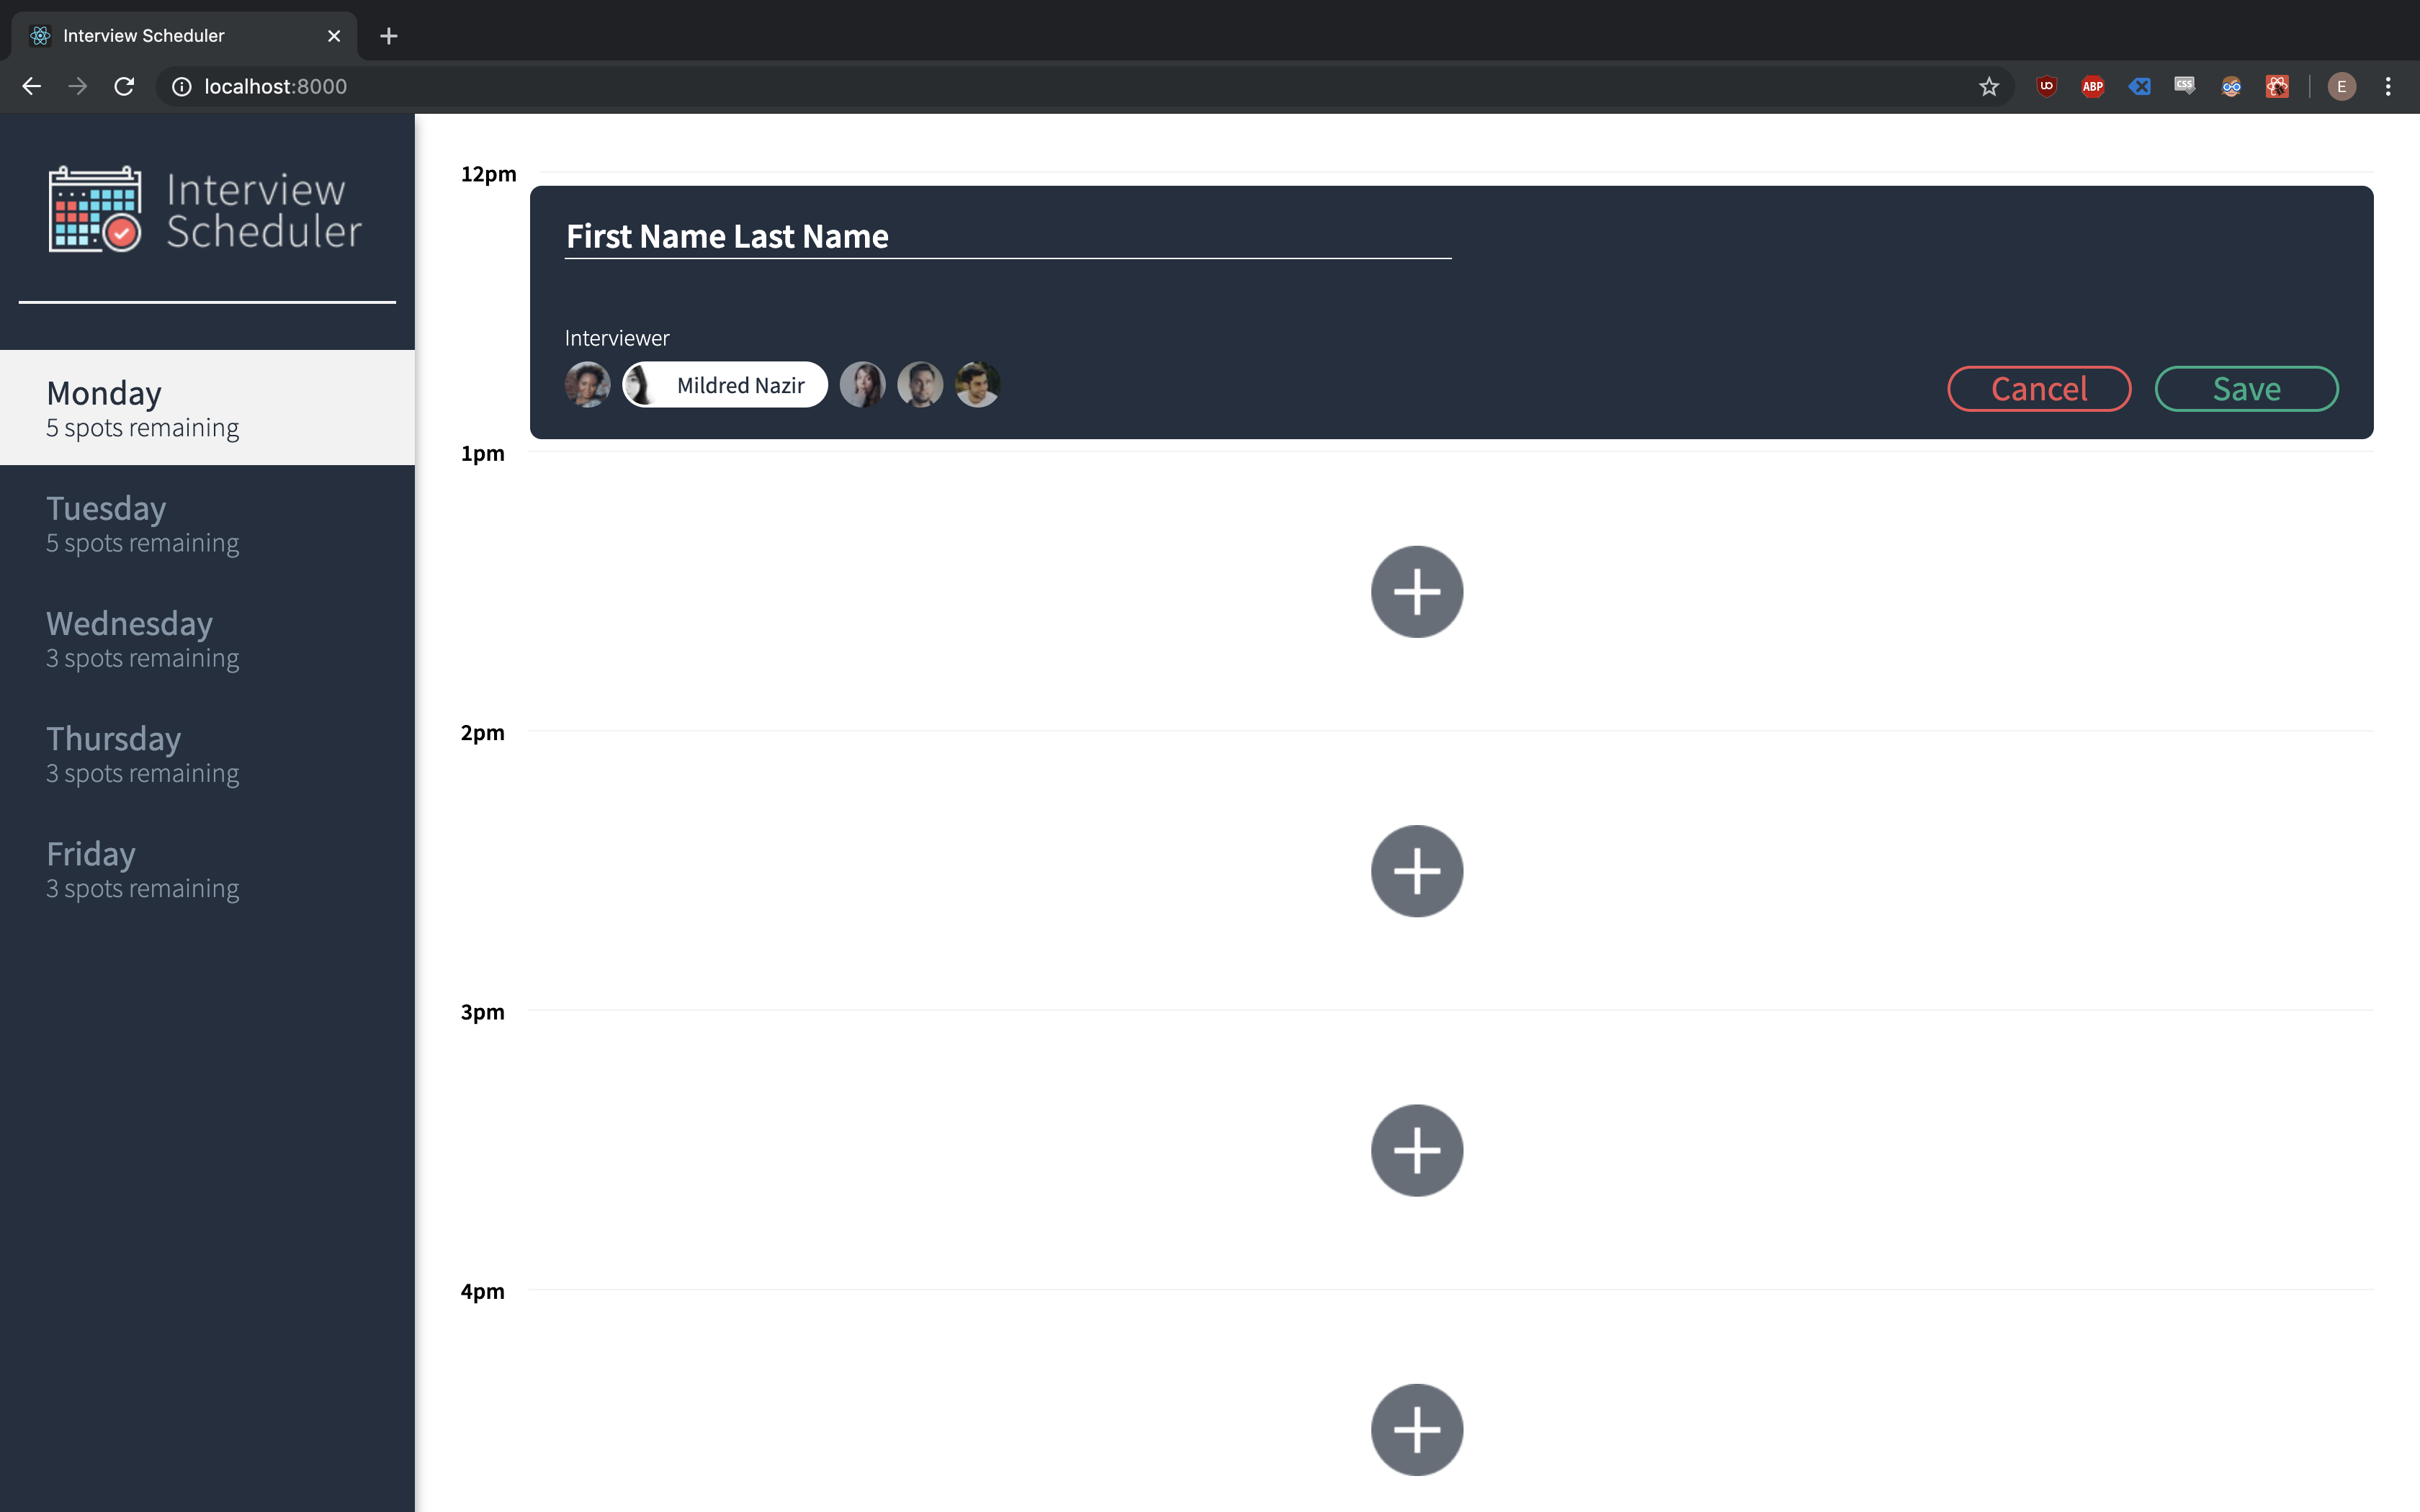 Interview Scheduler
localhost:8000
UO
ABP
CSS
E
Interview
Scheduler
Monday
5 spots remaining
Tuesday
5 spots remaining
Wednesday
3 spots remaining
Thursday
3 spots remaining
Friday
3 spots remaining
12pm
First Name Last Name
Interviewer
Mildred Nazir
Cancel
Save
1pm
2pm
3pm
4pm